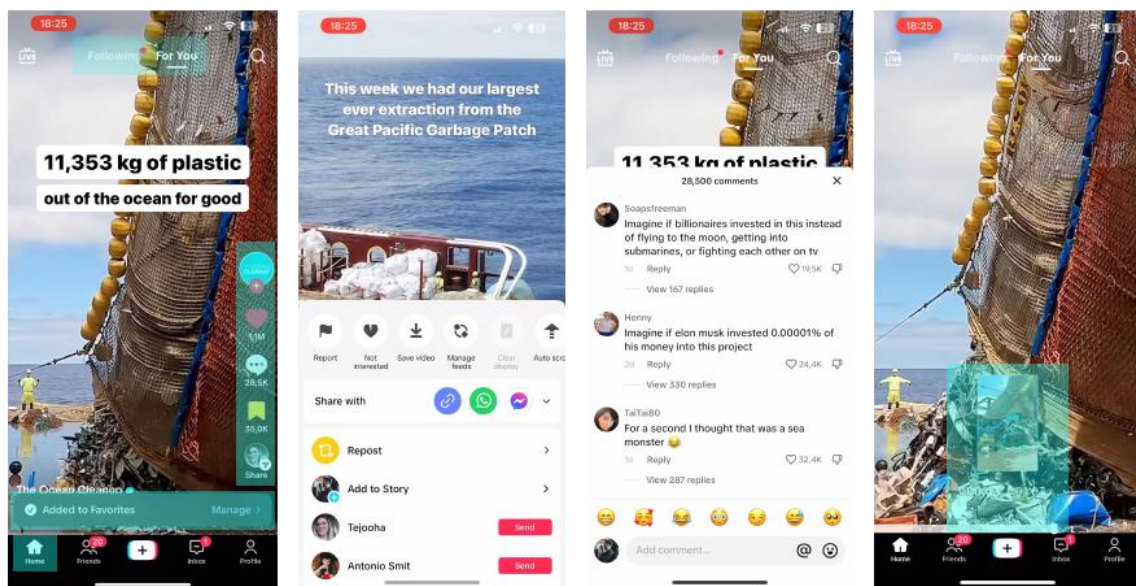 18:25
LIVE
Following
For You
11,353 kg of plastic
out of the ocean for good
1,1M
28,5K
35,0K
Share
The Ocean Cleanup
Added to Favorites
Manage >
Home
20
Friends
1
Inbox
Profile
18:25
21
This week we had our largest
ever extraction from the
Great Pacific Garbage Patch
Report
Not
interested
Save video
Manage
feeds
Clear
display
Auto scro
Share with
Repost
Add to Story
Tejooha
Send
Antonio Smit
Send
18:25
LIVE
Following
For You
11,353 kg of plastic
28,500 comments
Soapsfreeman
Imagine if billionaires invested in this instead
of flying to the moon, getting into
submarines, or fighting each other on tv
1d
Reply
19,5K
View 167 replies
Henny
Imagine if elon musk invested 0.00001% of
his money into this project
2d
Reply
24,4K
View 330 replies
TaiTai80
For a second I thought that was a sea
monster 😂
1d
Reply
32,4K
View 287 replies
Add comment...
@
18:25
LIVE
Following
For You
Home
20
Friends
1
Inbox
Profile